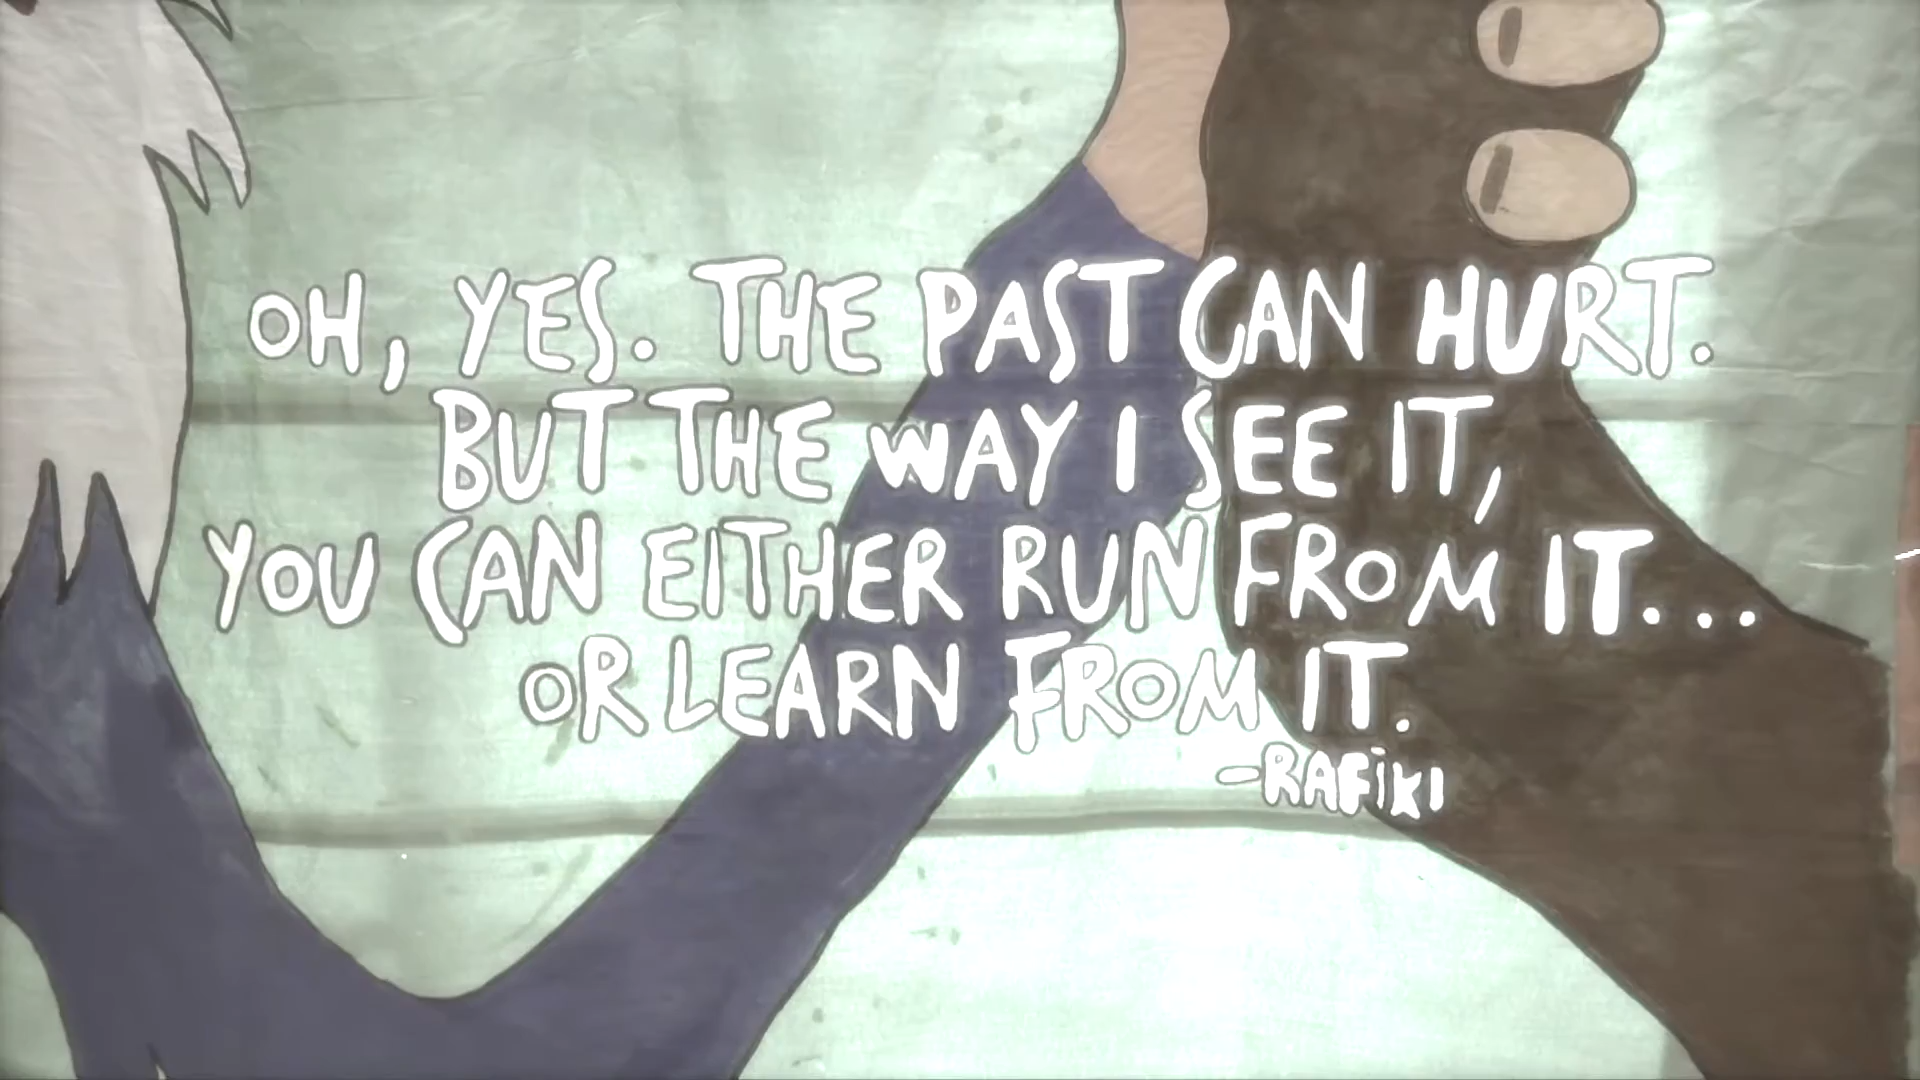 OH, YES. THE PAST CAN HURT.
BUT THE WAY I SEE IT,
YOU CAN EITHER RUN FROM IT...
OR LEARN FROM IT.
-RAFIKI